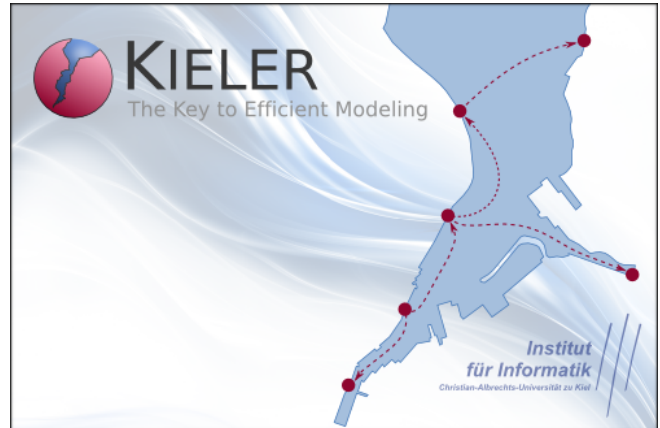 KIELER
The Key to Efficient Modeling
Institut
für Informatik
Christian-Albrechts-Universität zu Kiel